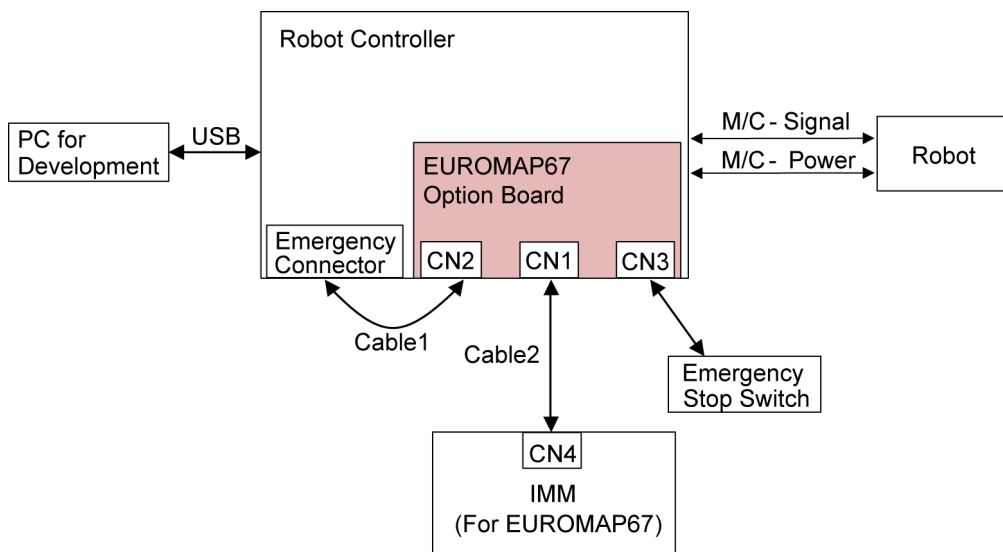 Robot Controller
PC for
Development
USB
EUROMAP67
Option Board
M/C - Signal
M/C - Power
Robot
Emergency
Connector
CN2
CN1
CN3
Cable1
Cable2
Emergency
Stop Switch
CN4
IMM
(For EUROMAP67)